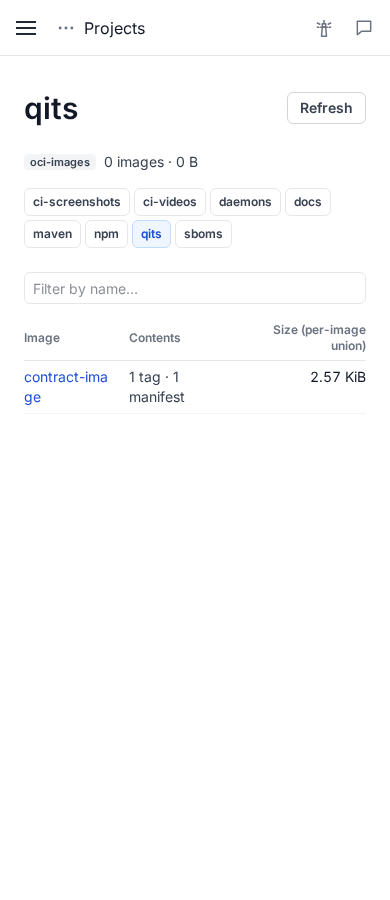 Projects
qits
Refresh
oci-images 0 images · 0 B
ci-screenshots ci-videos daemons docs
maven npm qits sboms
Filter by name...
Image Contents Size (per-image
union)
contract-ima 1 tag · 1 2.57 KiB
ge manifest